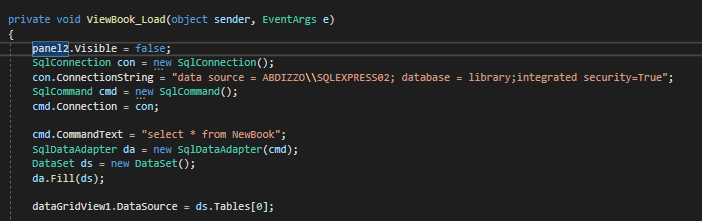 private void ViewBook_Load(object sender, EventArgs e)
{
panel2.Visible = false;
SqlConnection con = new SqlConnection();
con.ConnectionString = "data source = ABDIZZO\\SQLEXPRESS02; database = library;integrated security=True";
SqlCommand cmd = new SqlCommand();
cmd.Connection = con;
cmd.CommandText = "select * from NewBook";
SqlDataAdapter da = new SqlDataAdapter(cmd);
DataSet ds = new DataSet();
da.Fill(ds);
dataGridView1.DataSource = ds.Tables[0];